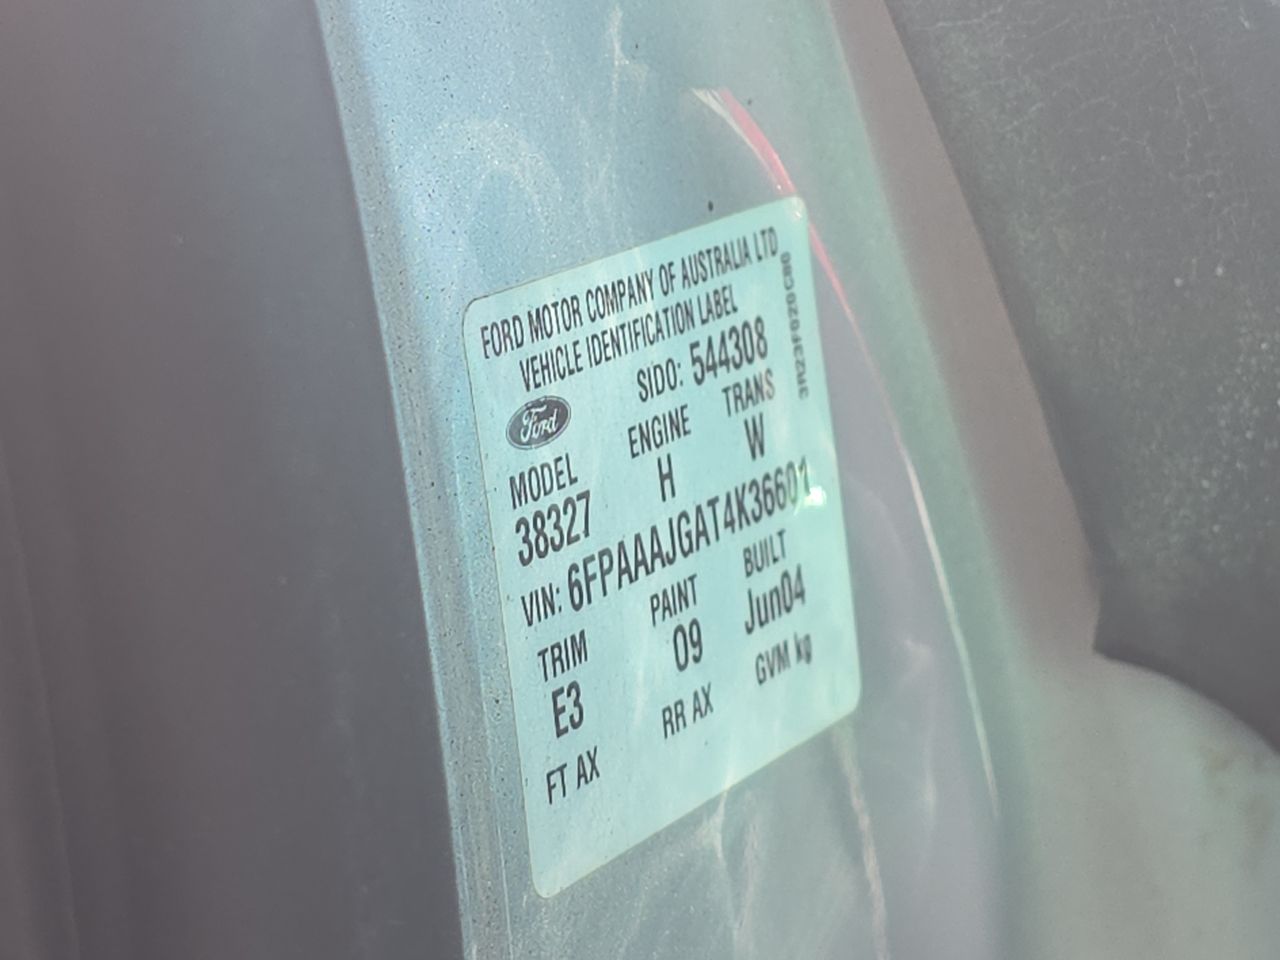 FORD MOTOR COMPANY OF AUSTRALIA LTD
VEHICLE IDENTIFICATION LABEL
Ford
SIDO: 544308
MODEL ENGINE TRANS
38327 H W
VIN: 6FPAAAJGAT4K36601
TRIM PAINT BUILT
E3 09 Jun04
FT AX RR AX GVM kg